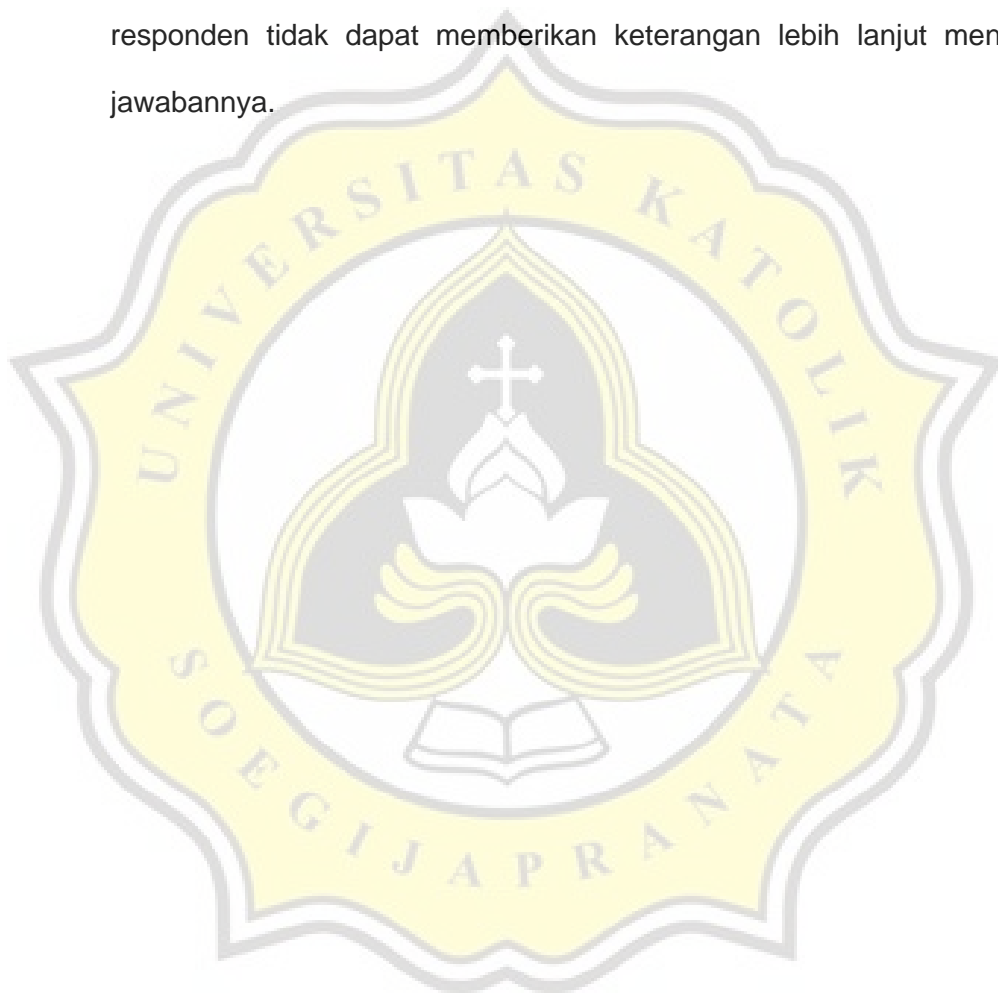 responden tidak dapat memberikan keterangan lebih lanjut men
jawabannya.
UNIVERSITAS KATOLIK
SOEGIJAPRANATA